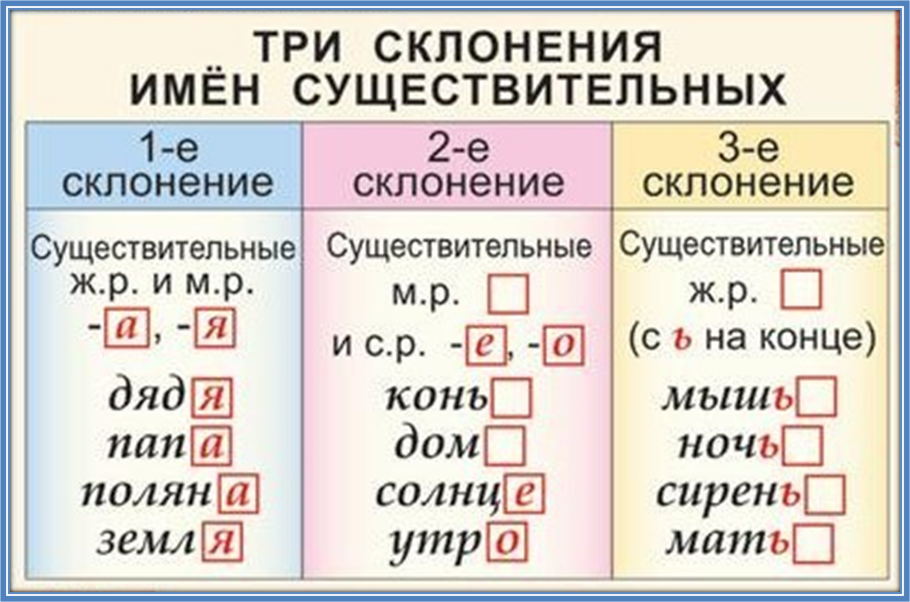 ТРИ СКЛОНЕНИЯ
ИМЁН СУЩЕСТВИТЕЛЬНЫХ
1-е
склонение
Существительные
ж.р. и м.р.
-а, -я
дядя
папа
поляна
земля
2-е
склонение
Существительные
м.р.
и с.р. -е, -о
конь
дом
солнце
утро
3-е
склонение
Существительные
ж.р.
(с ь на конце)
мышь
ночь
сирень
мать